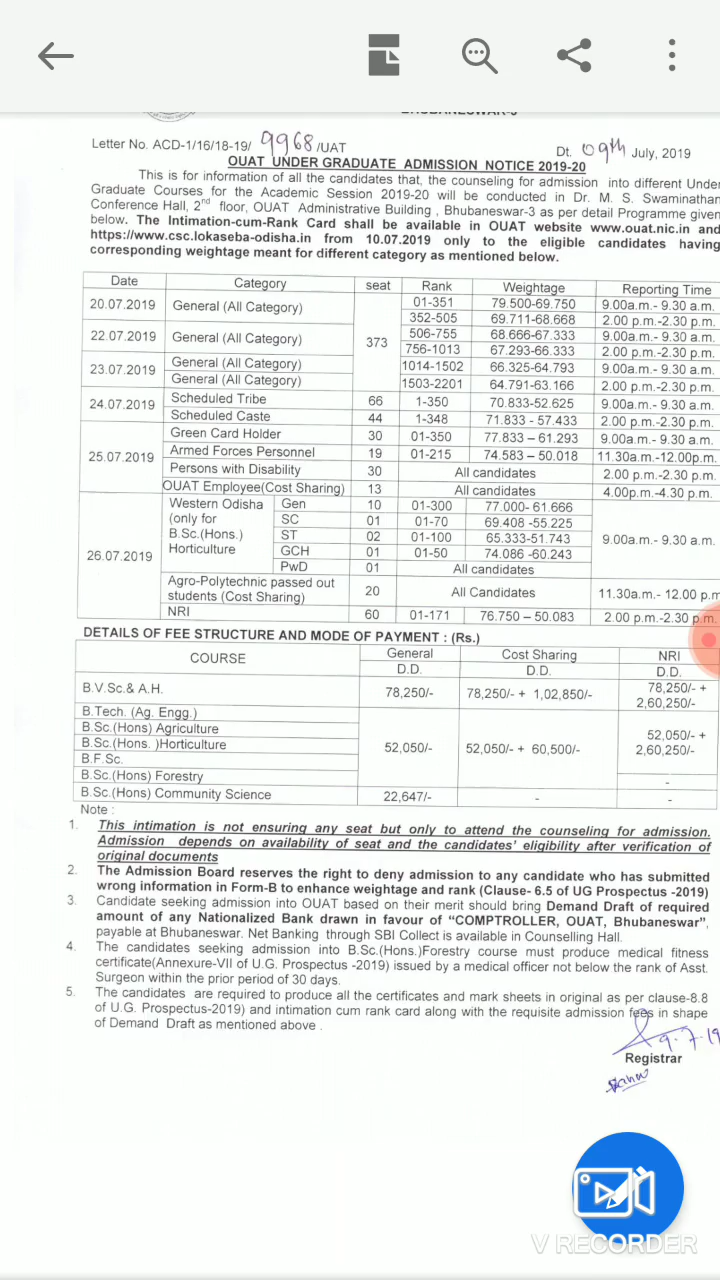 Letter No. ACD-1/16/18-19/ 9968 /UAT Dt. 09th July, 2019
OUAT UNDER GRADUATE ADMISSION NOTICE 2019-20
This is for information of all the candidates that, the counseling for admission into different Under
Graduate Courses for the Academic Session 2019-20 will be conducted in Dr. M. S. Swaminathan
Conference Hall, 2nd floor, OUAT Administrative Building , Bhubaneswar-3 as per detail Programme given
below. The Intimation-cum-Rank Card shall be available in OUAT website www.ouat.nic.in and
https://www.csc.lokaseba-odisha.in from 10.07.2019 only to the eligible candidates having
corresponding weightage meant for different category as mentioned below.
Date Category seat Rank Weightage Reporting Time
20.07.2019 General (All Category) 373 01-351 79.500-69.750 9.00a.m.- 9.30 a.m.
352-505 69.711-68.668 2.00 p.m.-2.30 p.m.
22.07.2019 General (All Category) 506-755 68.666-67.333 9.00a.m.- 9.30 a.m.
756-1013 67.293-66.333 2.00 p.m.-2.30 p.m.
23.07.2019 General (All Category) 1014-1502 66.325-64.793 9.00a.m.- 9.30 a.m.
General (All Category) 1503-2201 64.791-63.166 2.00 p.m.-2.30 p.m.
24.07.2019 Scheduled Tribe 66 1-350 70.833-52.625 9.00a.m.- 9.30 a.m.
Scheduled Caste 44 1-348 71.833 - 57.433 2.00 p.m.-2.30 p.m.
25.07.2019 Green Card Holder 30 01-350 77.833 – 61.293 9.00a.m.- 9.30 a.m.
Armed Forces Personnel 19 01-215 74.583 – 50.018 11.30a.m.-12.00p.m.
Persons with Disability 30 All candidates 2.00 p.m.-2.30 p.m.
OUAT Employee(Cost Sharing) 13 All candidates 4.00p.m.-4.30 p.m.
26.07.2019 Western Odisha (only for B.Sc.(Hons.) Horticulture Gen 10 01-300 77.000- 61.666 9.00a.m.- 9.30 a.m.
SC 01 01-70 69.408 -55.225
ST 02 01-100 65.333-51.743
GCH 01 01-50 74.086 -60.243
PwD 01 All candidates
Agro-Polytechnic passed out students (Cost Sharing) 20 All Candidates 11.30a.m.- 12.00 p.m
NRI 60 01-171 76.750 – 50.083 2.00 p.m.-2.30 p.m.
DETAILS OF FEE STRUCTURE AND MODE OF PAYMENT : (Rs.)
COURSE General Cost Sharing NRI
D.D. D.D. D.D.
B.V.Sc.& A.H. 78,250/- 78,250/- + 1,02,850/- 78,250/- + 2,60,250/-
B.Tech. (Ag. Engg.)
B.Sc.(Hons) Agriculture
B.Sc.(Hons. )Horticulture 52,050/- 52,050/- + 60,500/- 52,050/- + 2,60,250/-
B.F.Sc.
B.Sc.(Hons) Forestry -
B.Sc.(Hons) Community Science 22,647/- - -
Note :
1. This intimation is not ensuring any seat but only to attend the counseling for admission.
Admission depends on availability of seat and the candidates' eligibility after verification of
original documents
2. The Admission Board reserves the right to deny admission to any candidate who has submitted
wrong information in Form-B to enhance weightage and rank (Clause- 6.5 of UG Prospectus -2019)
3. Candidate seeking admission into OUAT based on their merit should bring Demand Draft of required
amount of any Nationalized Bank drawn in favour of "COMPTROLLER, OUAT, Bhubaneswar",
payable at Bhubaneswar. Net Banking through SBI Collect is available in Counselling Hall.
4. The candidates seeking admission into B.Sc.(Hons.)Forestry course must produce medical fitness
certificate(Annexure-VII of U.G. Prospectus -2019) issued by a medical officer not below the rank of Asst.
Surgeon within the prior period of 30 days.
5. The candidates are required to produce all the certificates and mark sheets in original as per clause-8.8
of U.G. Prospectus-2019) and intimation cum rank card along with the requisite admission fees in shape
of Demand Draft as mentioned above .
9.7.19
Registrar
V RECORDER